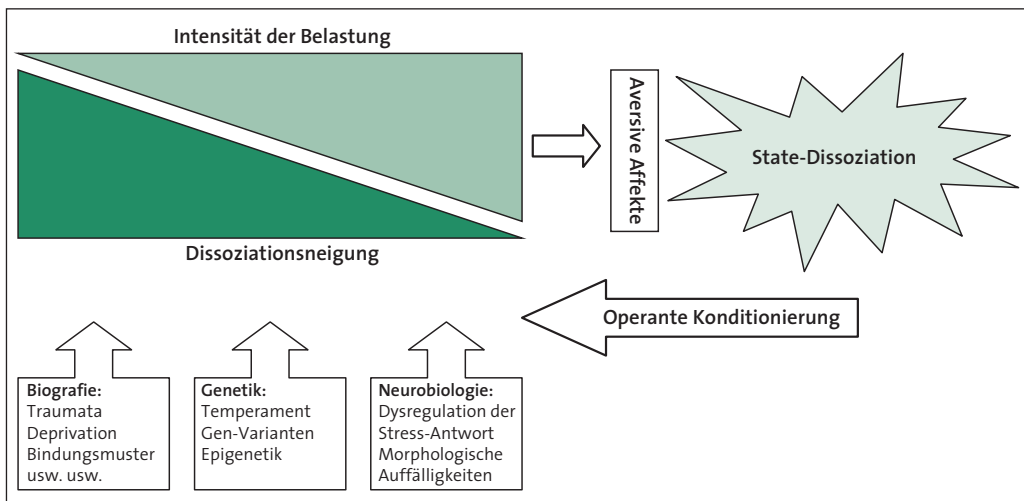 Intensität der Belastung
Dissoziationsneigung
Aversive Affekte
State-Dissoziation
Operante Konditionierung
Biografie:
Traumata
Deprivation
Bindungsmuster
usw. usw.
Genetik:
Temperament
Gen-Varianten
Epigenetik
Neurobiologie:
Dysregulation der
Stress-Antwort
Morphologische
Auffälligkeiten